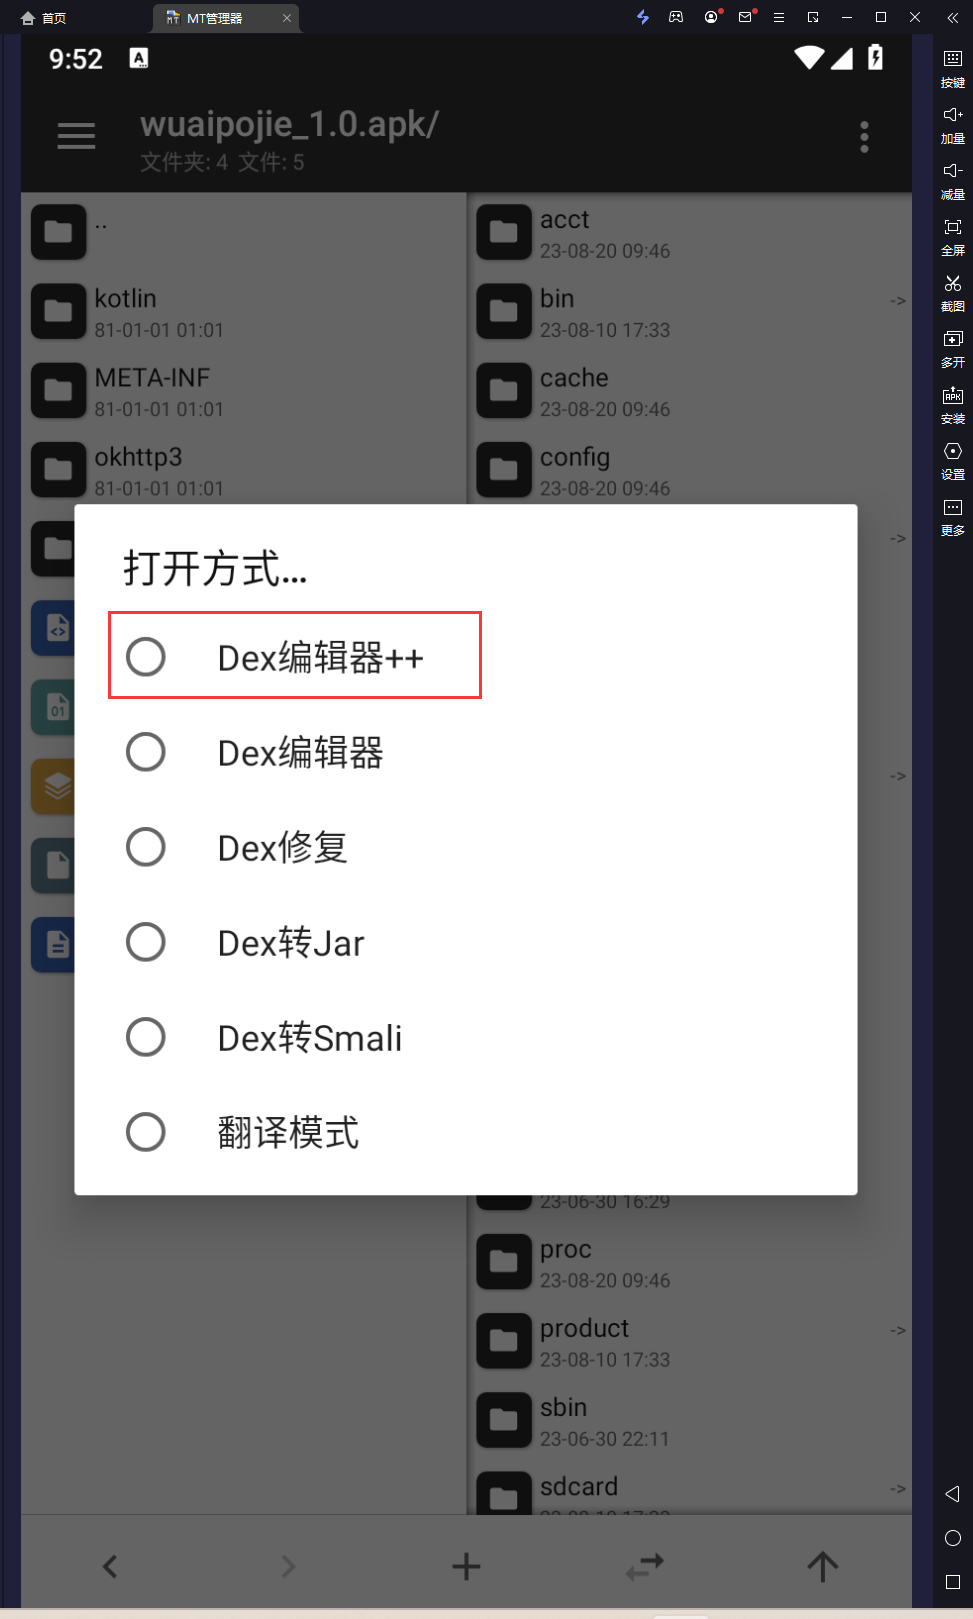 首页
MT管理器
9:52
A
wuaipojie_1.0.apk/
文件夹: 4 文件: 5
..
kotlin
81-01-01 01:01
META-INF
81-01-01 01:01
okhttp3
81-01-01 01:01
01
acct
23-08-20 09:46
bin
23-08-10 17:33
->
cache
23-08-20 09:46
config
23-08-20 09:46
->
->
打开方式...
Dex编辑器++
Dex编辑器
Dex修复
Dex转Jar
Dex转Smali
翻译模式
23-06-30 16:29
proc
23-08-20 09:46
product
23-08-10 17:33
->
sbin
23-06-30 22:11
sdcard
->
按键
加量
减量
全屏
截图
多开
APK
安装
设置
更多